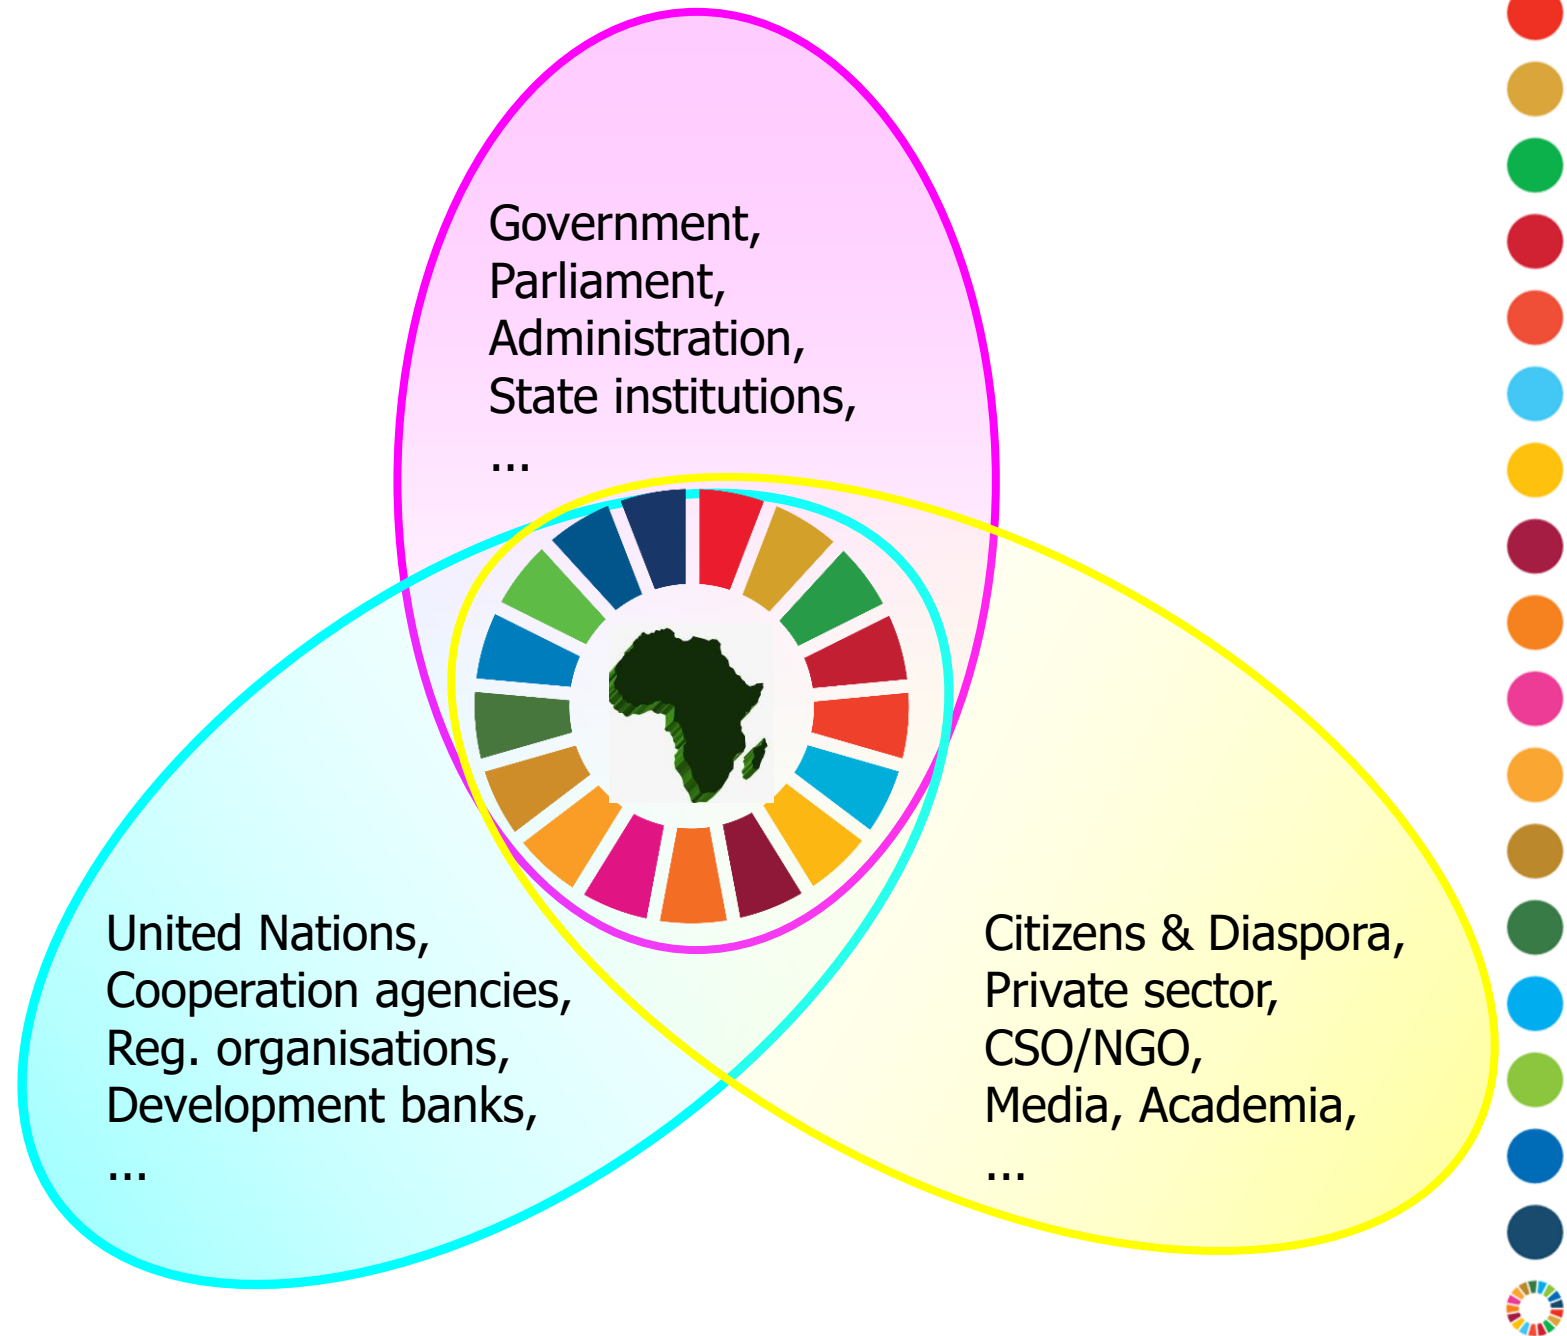 Government,
Parliament,
Administration,
State institutions,
...
United Nations,
Cooperation agencies,
Reg. organisations,
Development banks,
...
Citizens & Diaspora,
Private sector,
CSO/NGO,
Media, Academia,
...